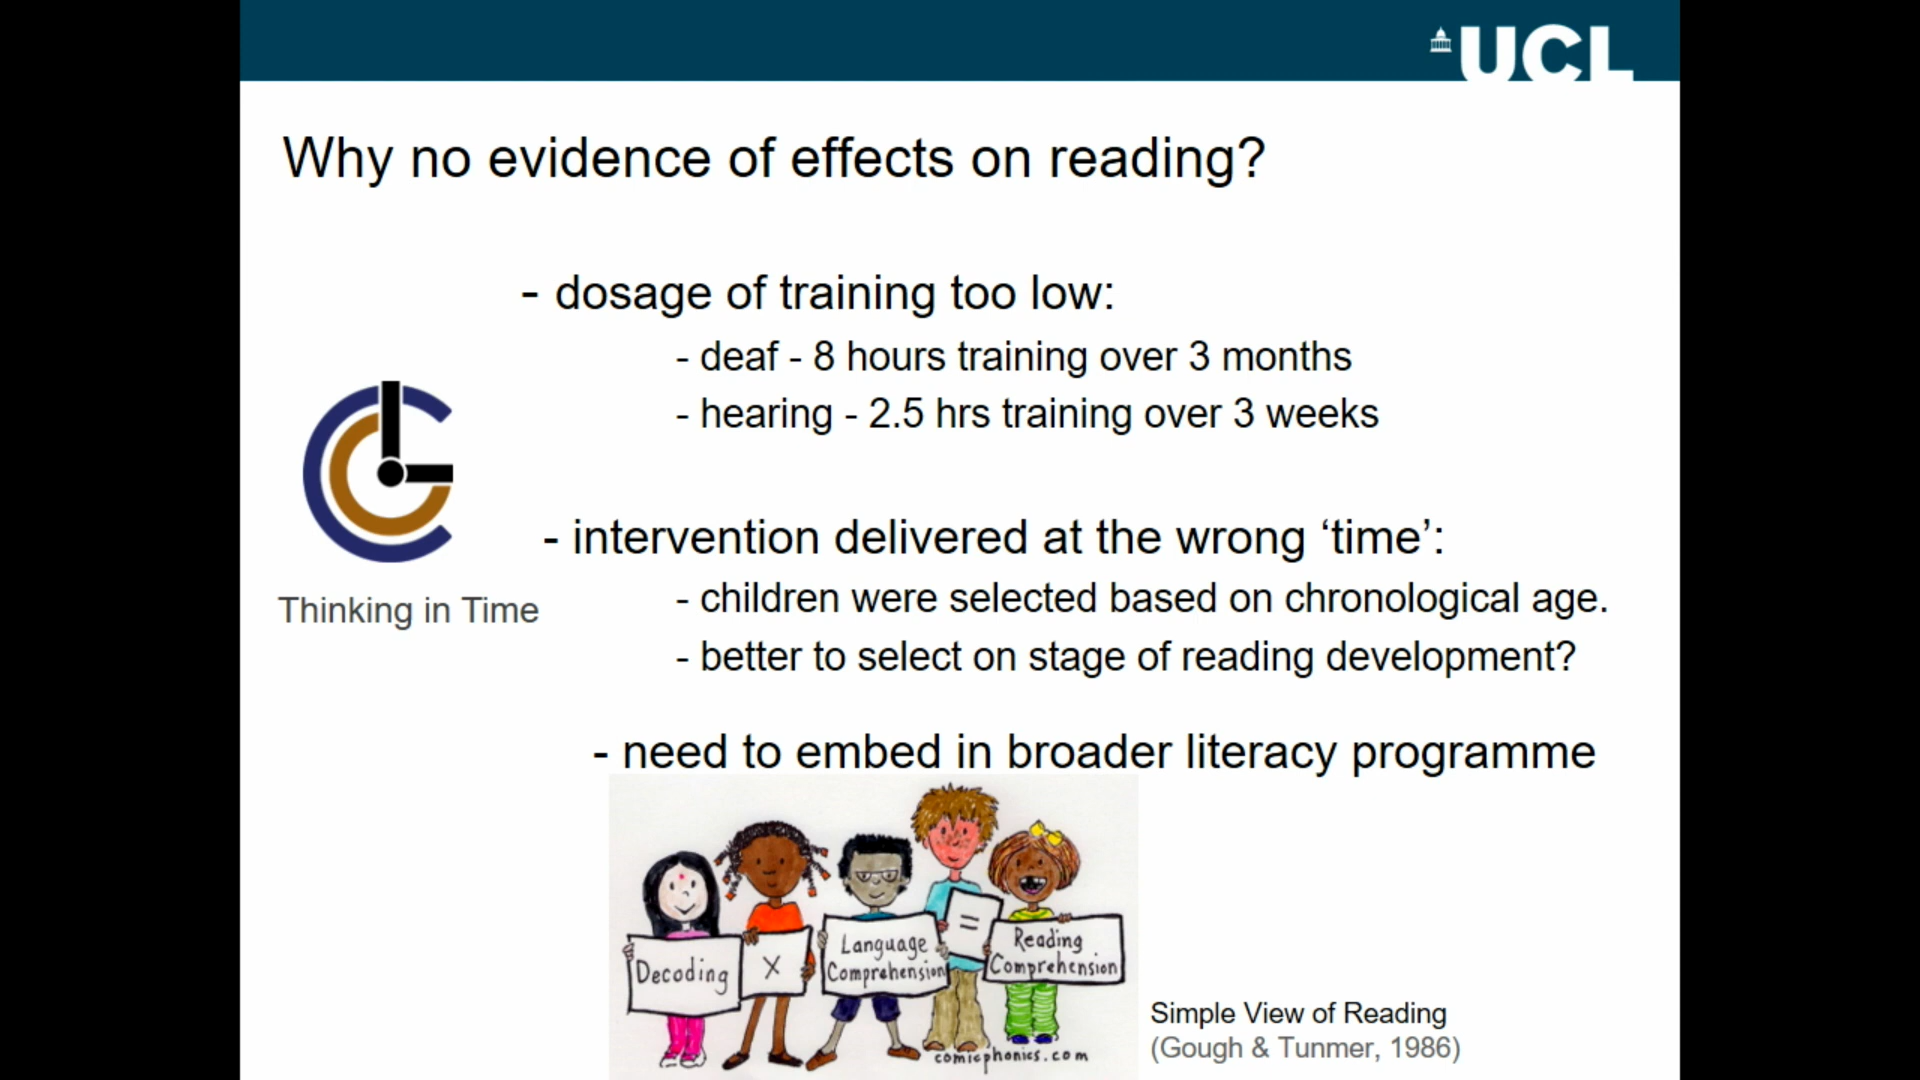 UCL
Why no evidence of effects on reading?
- dosage of training too low:
- deaf - 8 hours training over 3 months
- hearing - 2.5 hrs training over 3 weeks
- intervention delivered at the wrong ‘time’:
Thinking in Time
- children were selected based on chronological age.
- better to select on stage of reading development?
- need to embed in broader literacy programme
Decoding
X
Language
Comprehension
=
Reading
Comprehension
comicphonics.com
Simple View of Reading
(Gough & Tunmer, 1986)